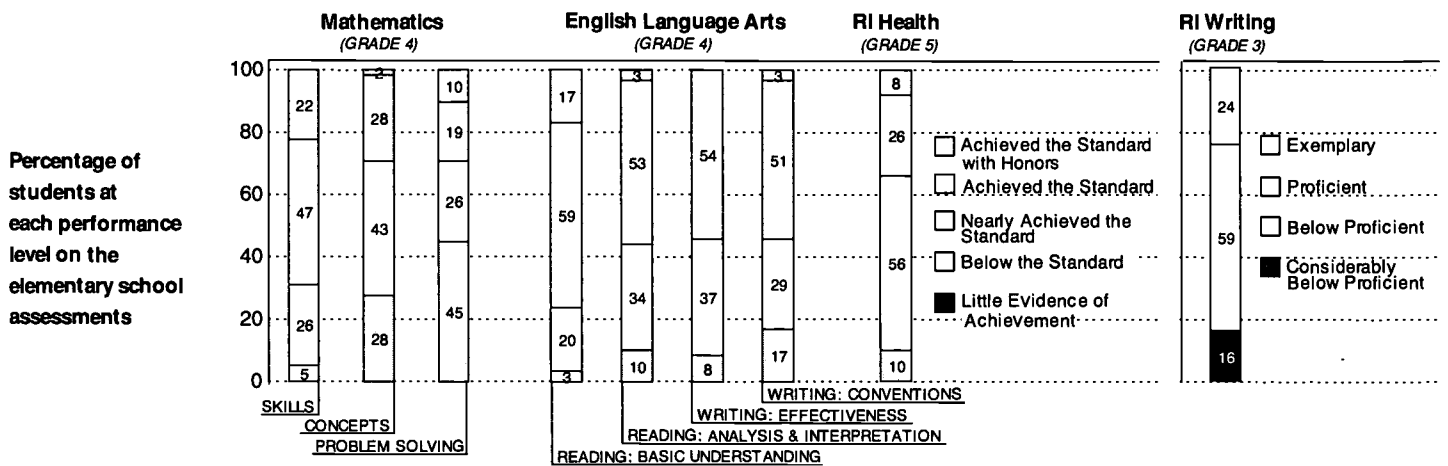 Mathematics
(GRADE 4)
English Language Arts
(GRADE 4)
RI Health
(GRADE 5)
RI Writing
(GRADE 3)
Percentage of
students at
each performance
level on the
elementary school
assessments
100
80
60
40
20
0
22
47
26
5
2
28
43
28
10
19
26
45
17
59
20
3
3
53
34
10
54
37
8
3
51
29
17
8
26
56
10
Achieved the Standard
with Honors
Achieved the Standard
Nearly Achieved the
Standard
Below the Standard
Little Evidence of
Achievement
24
59
16
Exemplary
Proficient
Below Proficient
Considerably
Below Proficient
SKILLS
CONCEPTS
PROBLEM SOLVING
WRITING: CONVENTIONS
WRITING: EFFECTIVENESS
READING: ANALYSIS & INTERPRETATION
READING: BASIC UNDERSTANDING